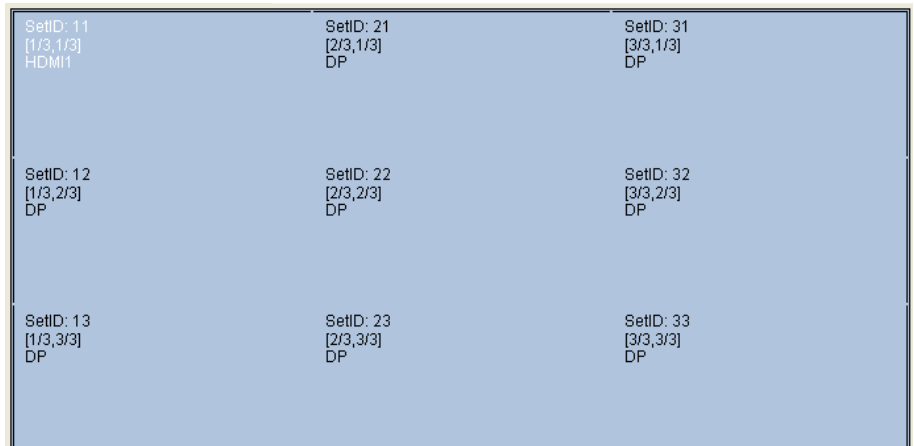 SetID: 11
[1/3,1/3]
HDMI1
SetID: 21
[2/3,1/3]
DP
SetID: 31
[3/3,1/3]
DP
SetID: 12
[1/3,2/3]
DP
SetID: 22
[2/3,2/3]
DP
SetID: 32
[3/3,2/3]
DP
SetID: 13
[1/3,3/3]
DP
SetID: 23
[2/3,3/3]
DP
SetID: 33
[3/3,3/3]
DP